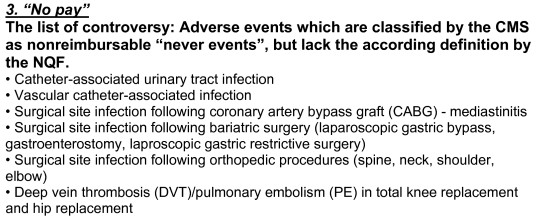 3. “No pay”
The list of controversy: Adverse events which are classified by the CMS
as nonreimbursable “never events”, but lack the according definition by
the NQF.
• Catheter-associated urinary tract infection
• Vascular catheter-associated infection
• Surgical site infection following coronary artery bypass graft (CABG) - mediastinitis
• Surgical site infection following bariatric surgery (laparoscopic gastric bypass,
gastroenterostomy, laproscopic gastric restrictive surgery)
• Surgical site infection following orthopedic procedures (spine, neck, shoulder,
elbow)
• Deep vein thrombosis (DVT)/pulmonary embolism (PE) in total knee replacement
and hip replacement